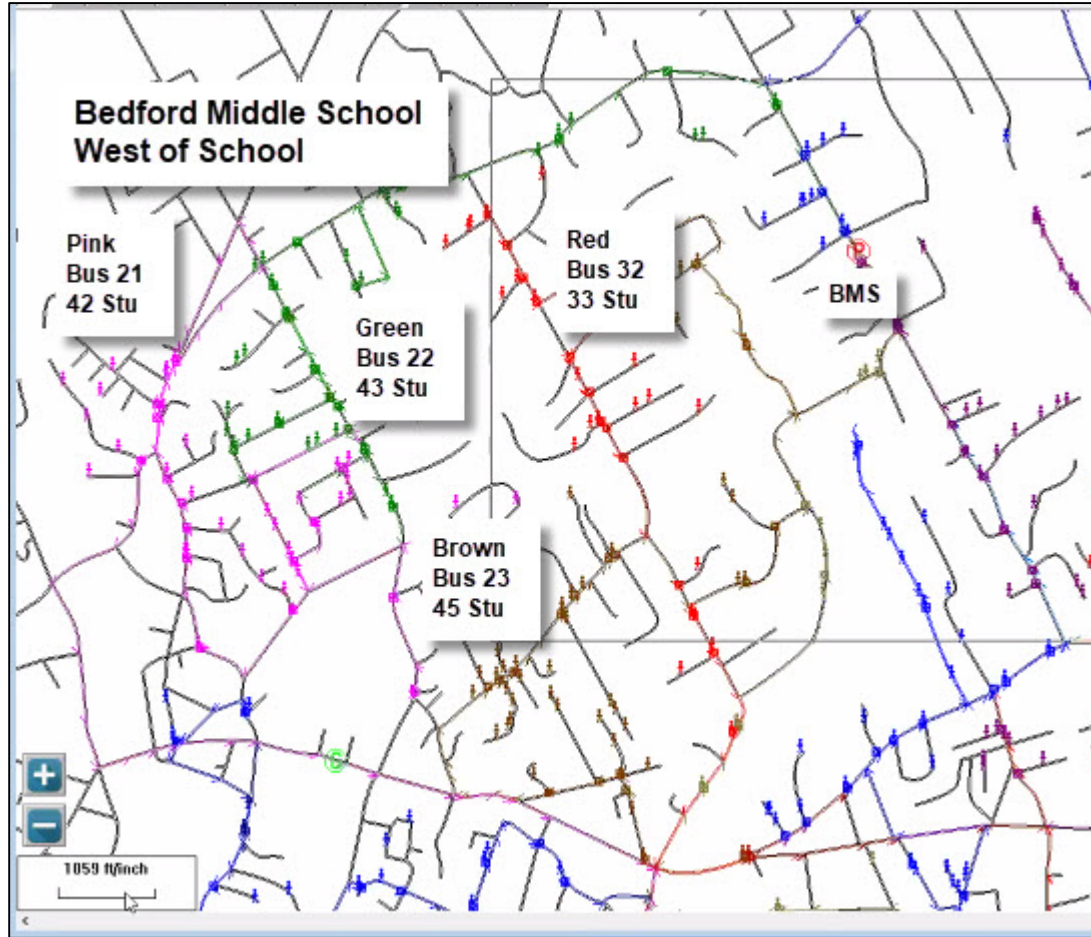 Bedford Middle School
West of School
Pink
Bus 21
42 Stu
Green
Bus 22
43 Stu
Red
Bus 32
33 Stu
BMS
Brown
Bus 23
45 Stu
1059 ft/inch